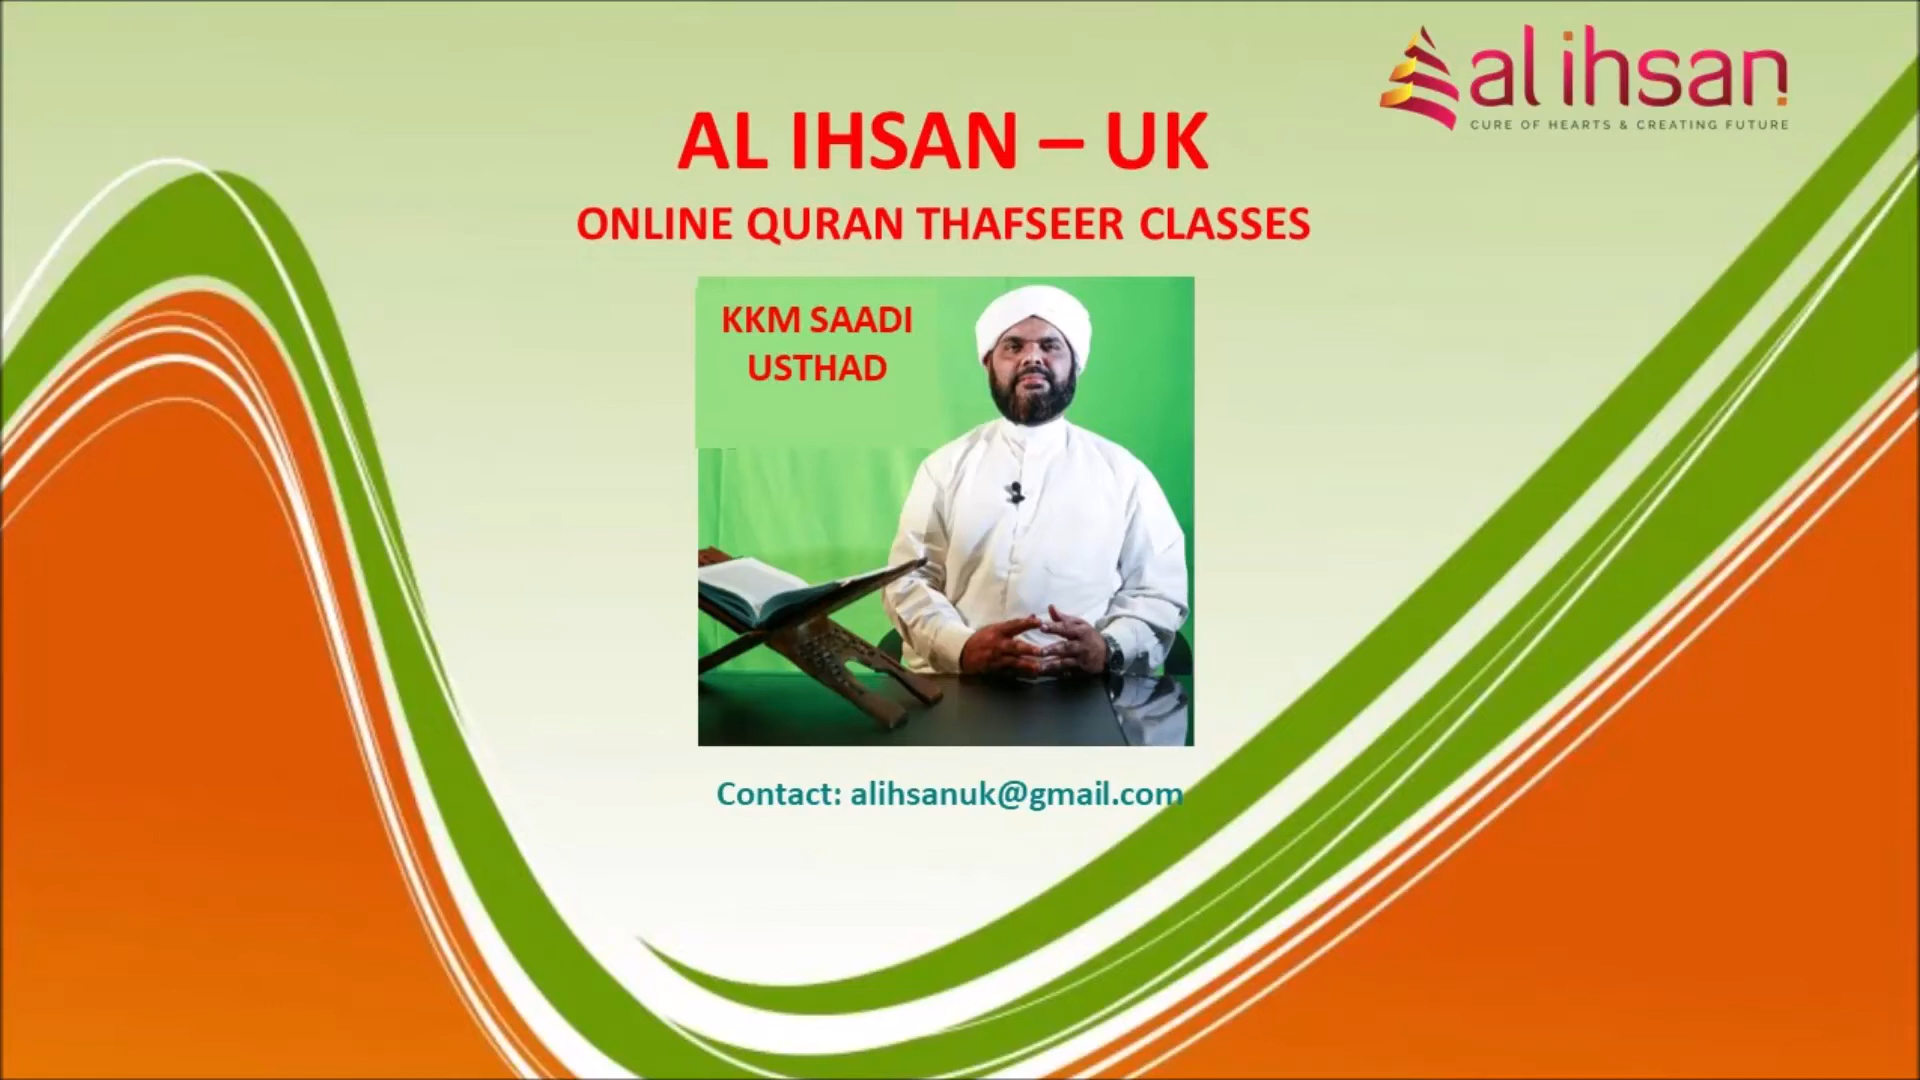 al ihsan
CURE OF HEARTS & CREATING FUTURE
AL IHSAN – UK
ONLINE QURAN THAFSEER CLASSES
KKM SAADI
USTHAD
Contact: alihsanuk@gmail.com